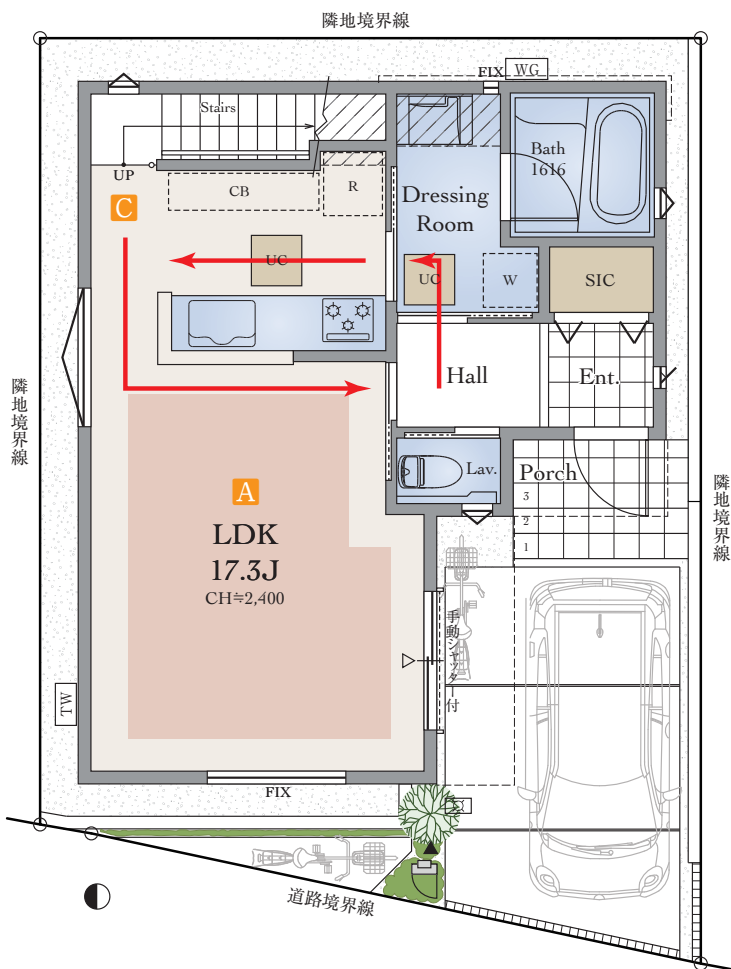 隣地境界線
FIX
WG
Stairs
Bath
1616
UP
CB
R
C
Dressing
Room
UC
UC
W
SIC
Hall
Ent.
隣地境界線
Lav.
Porch
3
2
1
隣地境界線
A
LDK
17.3J
CH≒2,400
手動シャッター付
TW
FIX
道路境界線